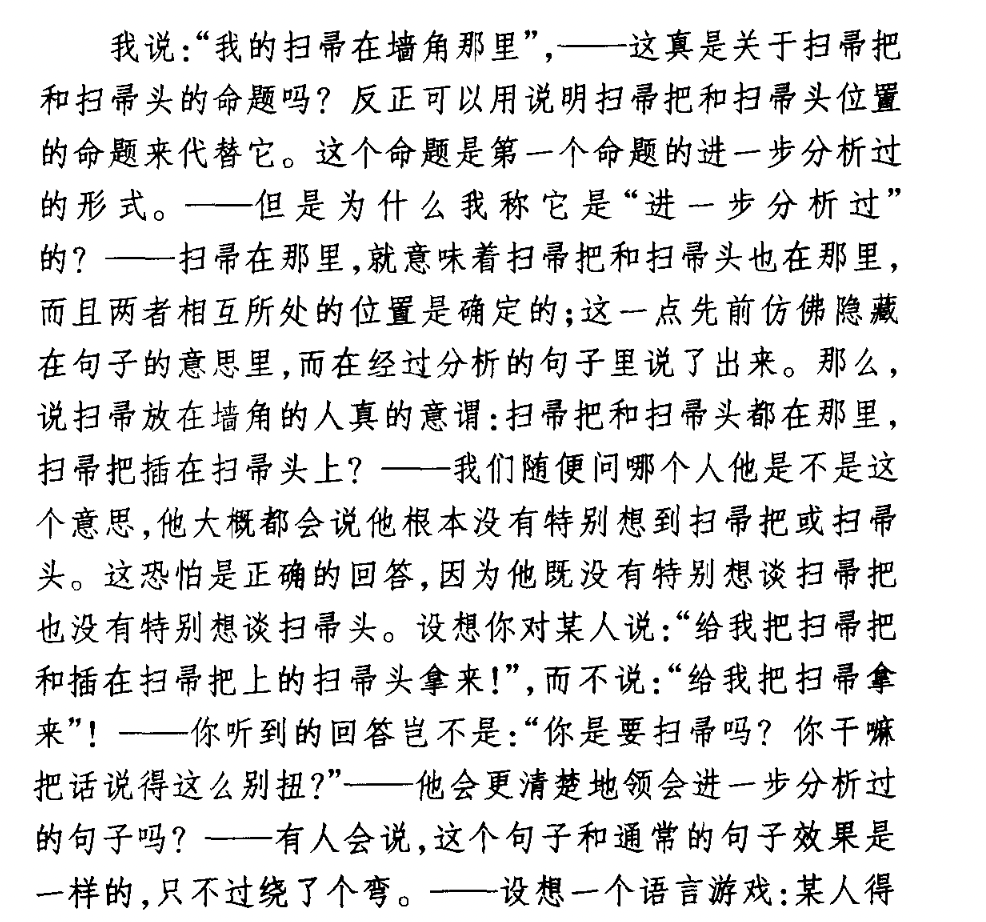 我说:“我的扫帚在墙角那里”,——这真是关于扫帚把
和扫帚头的命题吗? 反正可以用说明扫帚把和扫帚头位置
的命题来代替它。这个命题是第一个命题的进一步分析过
的形式。——但是为什么我称它是“进一步分析过”
的? ——扫帚在那里,就意味着扫帚把和扫帚头也在那里,
而且两者相互所处的位置是确定的;这一点先前仿佛隐藏
在句子的意思里,而在经过分析的句子里说了出来。那么,
说扫帚放在墙角的人真的意谓:扫帚把和扫帚头都在那里,
扫帚把插在扫帚头上? ——我们随便问哪个人他是不是这
个意思,他大概都会说他根本没有特别想到扫帚把或扫帚
头。这恐怕是正确的回答,因为他既没有特别想谈扫帚把
也没有特别想谈扫帚头。设想你对某人说:“给我把扫帚把
和插在扫帚把上的扫帚头拿来!”,而不说:“给我把扫帚拿
来”! ——你听到的回答岂不是:“你是要扫帚吗? 你干嘛
把话说得这么别扭?”——他会更清楚地领会进一步分析过
的句子吗? ——有人会说,这个句子和通常的句子效果是
一样的,只不过绕了个弯。——设想一个语言游戏:某人得